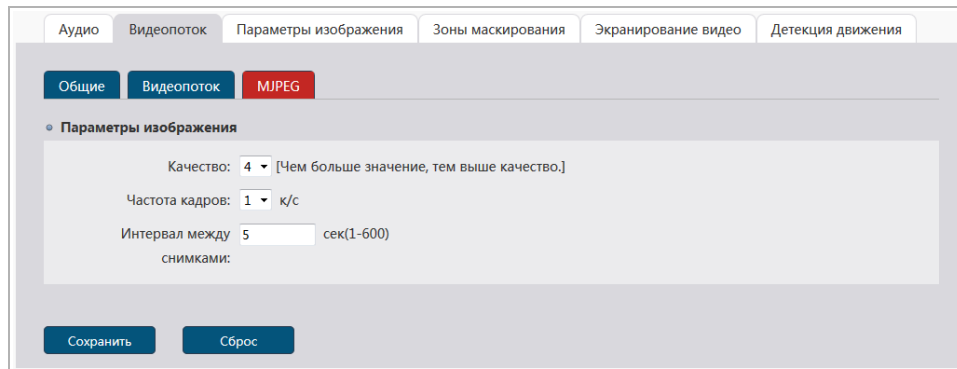 Аудио Видеопоток Параметры изображения Зоны маскирования Экранирование видео Детекция движения
Общие Видеопоток MJPEG
Параметры изображения
Качество: 4 [Чем больше значение, тем выше качество.]
Частота кадров: 1 к/с
Интервал между 5 сек(1-600)
снимками:
Сохранить Сброс